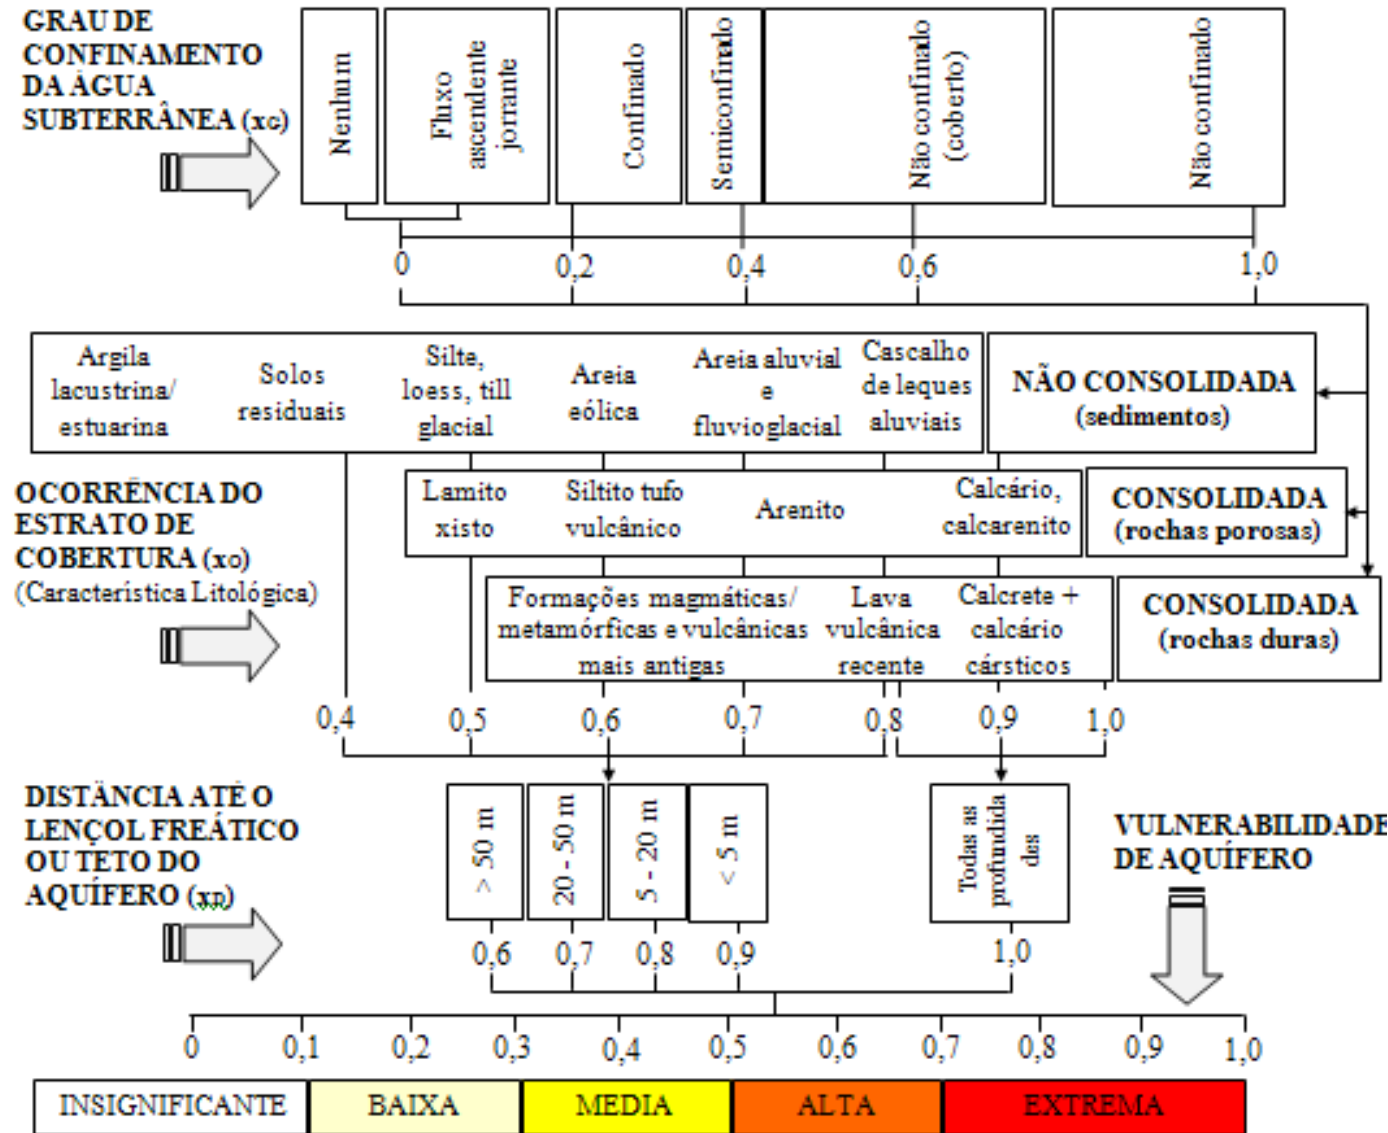 GRAU DE
CONFINAMENTO
DA ÁGUA
SUBTERRÂNEA (xG)
Nenhum
Fluxo
ascendente
jorrante
Confinado
Semiconfinado
Não confinado
(coberto)
Não confinado
0
0,2
0,4
0,6
1,0
Argila
lacustrina/
estuarina
Solos
residuais
Silte,
loess, till
glacial
Areia
eólica
Areia aluvial
e
fluvioglacial
Cascalho
de leques
aluviais
NÃO CONSOLIDADA
(sedimentos)
OCORRÊNCIA DO
ESTRATO DE
COBERTURA (xO)
(Característica Litológica)
Lamito
xisto
Siltito tufo
vulcânico
Arenito
Calcário,
calcarenito
CONSOLIDADA
(rochas porosas)
Formações magmáticas/
metamórficas e vulcânicas
mais antigas
Lava
vulcânica
recente
Calcrete +
calcário
cársticos
CONSOLIDADA
(rochas duras)
0,4
0,5
0,6
0,7
0,8
0,9
1,0
DISTÂNCIA ATÉ O
LENÇOL FREÁTICO
OU TETO DO
AQUÍFERO (xD)
> 50 m
20 - 50 m
5 - 20 m
< 5 m
Todas as
profundida
des
VULNERABILIDADE
DE AQUÍFERO
0,6
0,7
0,8
0,9
1,0
0
0,1
0,2
0,3
0,4
0,5
0,6
0,7
0,8
0,9
1,0
INSIGNIFICANTE
BAIXA
MEDIA
ALTA
EXTREMA